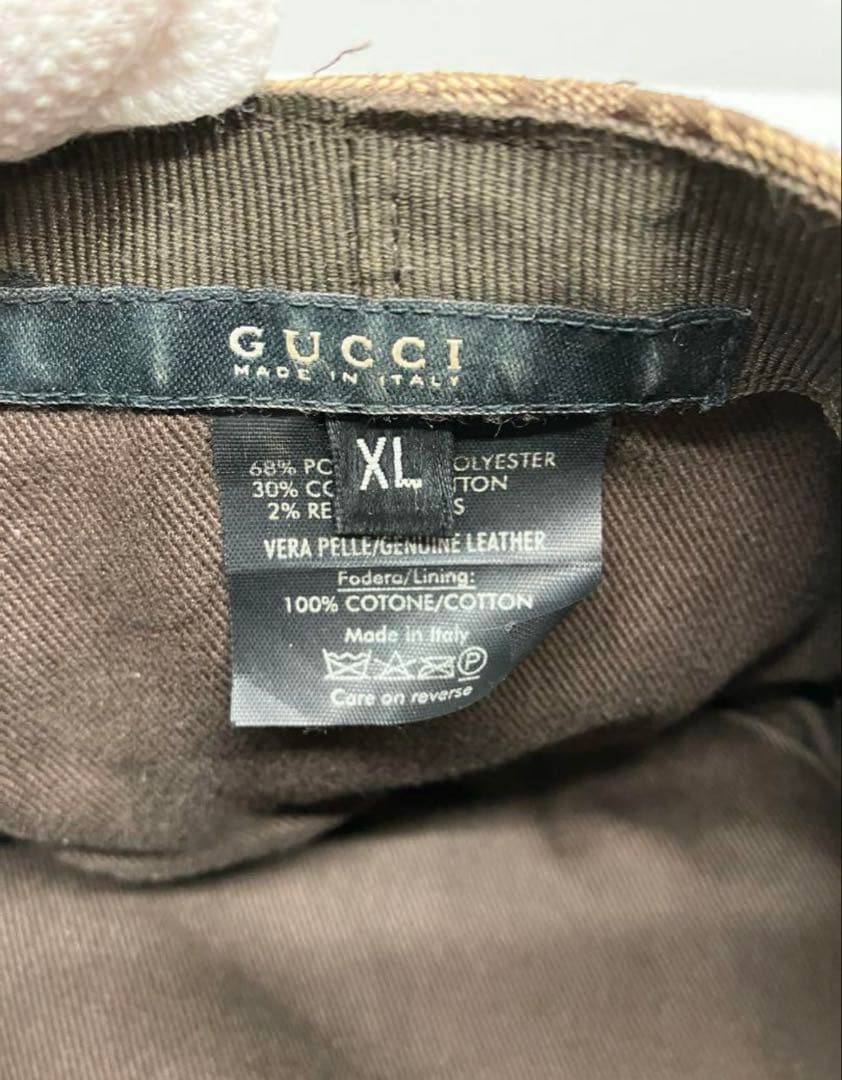 GUCCI
MADE IN ITALY
XL
68% PO OLYESTER
30% CO TTON
2% RE S
VERA PELLE/GENUINE LEATHER
Fodera/Lining:
100% COTONE/COTTON
Made in Italy
P
Care on reverse